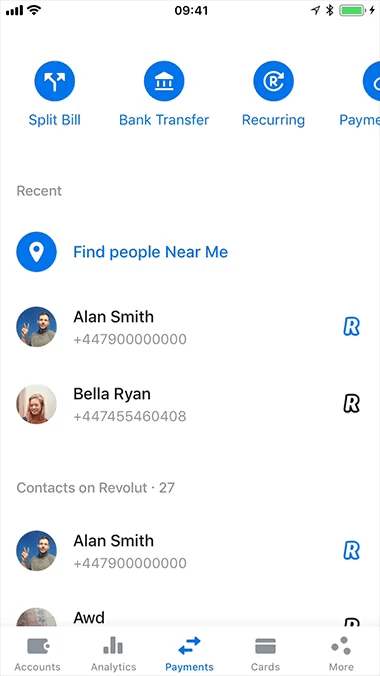 09:41
Split Bill
Bank Transfer
Recurring
Payme
Recent
Find people Near Me
Alan Smith
+447900000000
R
Bella Ryan
+447455460408
R
Contacts on Revolut · 27
Alan Smith
+447900000000
R
Awd
R
Accounts
Analytics
Payments
Cards
More